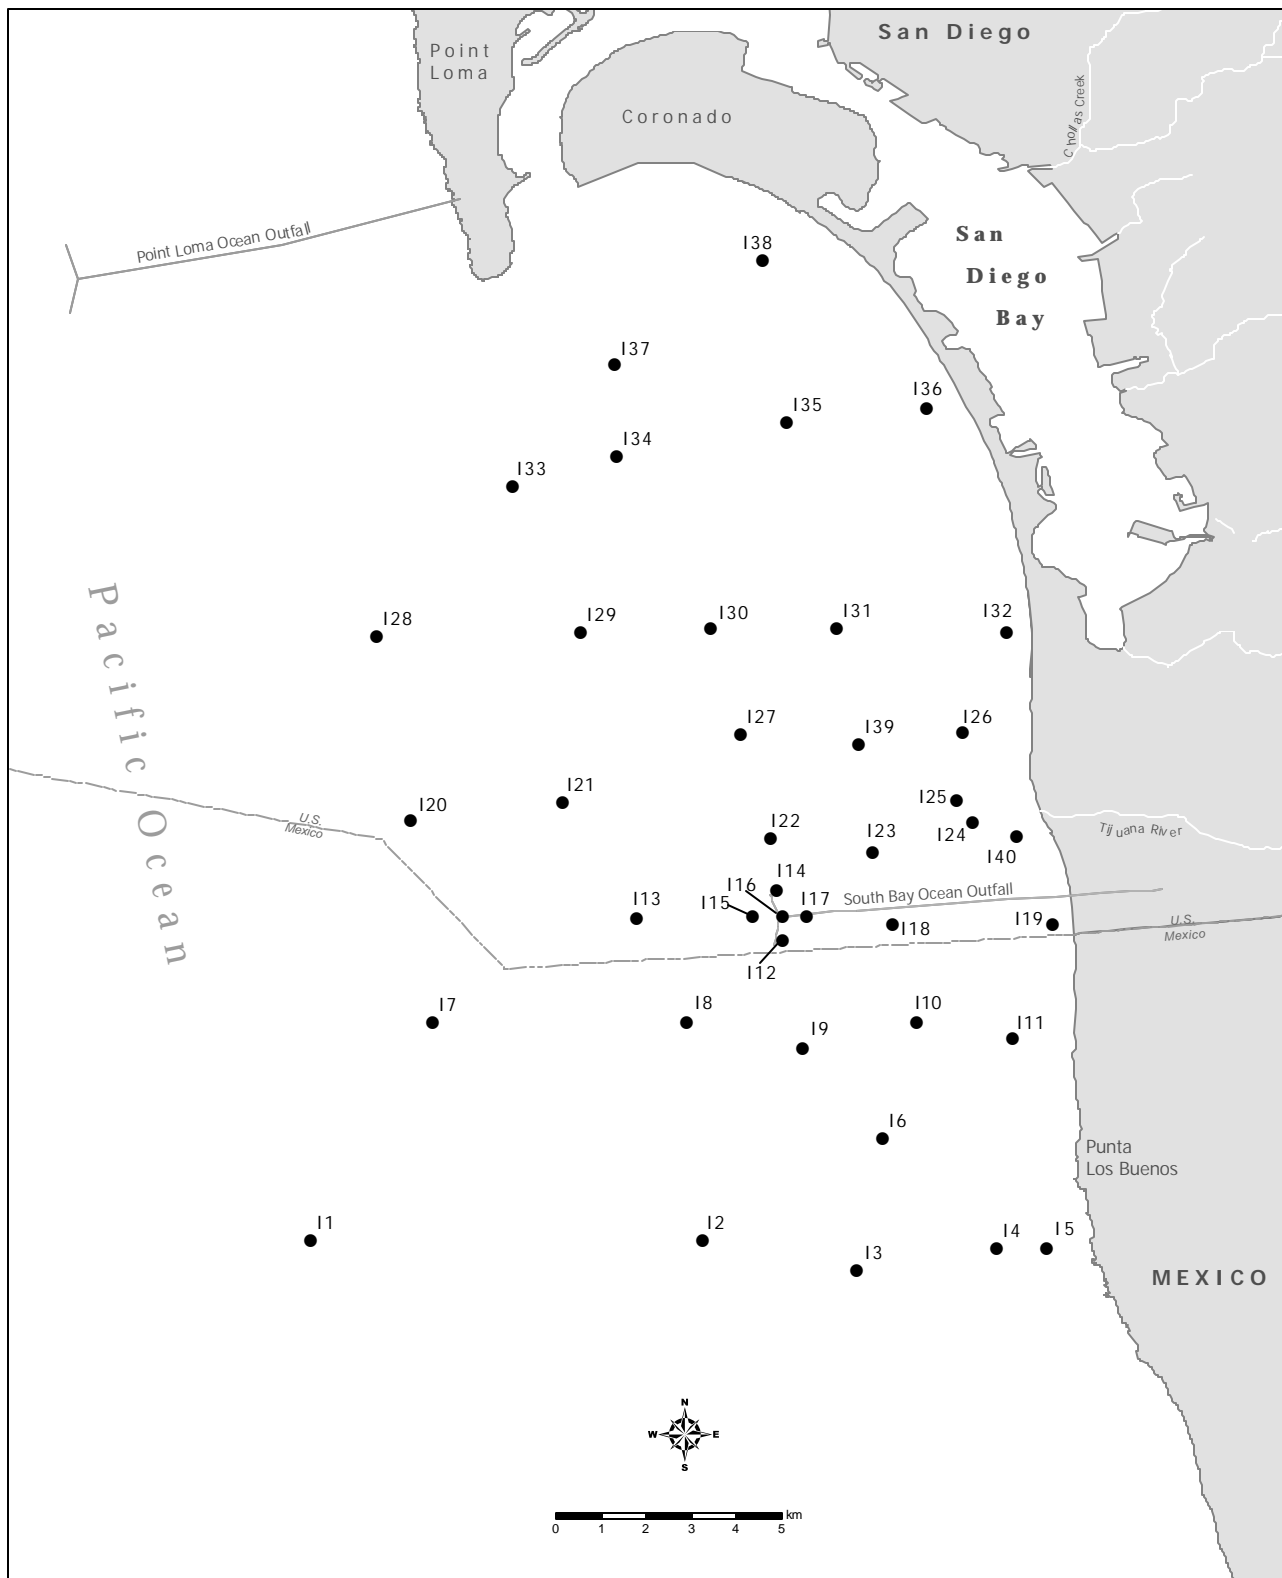 San Diego
Point
Loma
Coronado
Chollas Creek
Point Loma Ocean Outfall
San
Diego
Bay
I38
I37
I36
I35
I34
I33
I32
I31
I30
I29
I28
Pacific Ocean
I27
I39
I26
I21
I20
I25
I24
I40
I22
I23
U.S.
Mexico
Tijuana River
I14
I16
I15
I17
I13
South Bay Ocean Outfall
I18
I19
U.S.
Mexico
I12
I7
I8
I9
I10
I11
I6
Punta
Los Buenos
I1
I2
I3
I4
I5
MEXICO
N
W E
S
km
0 1 2 3 4 5